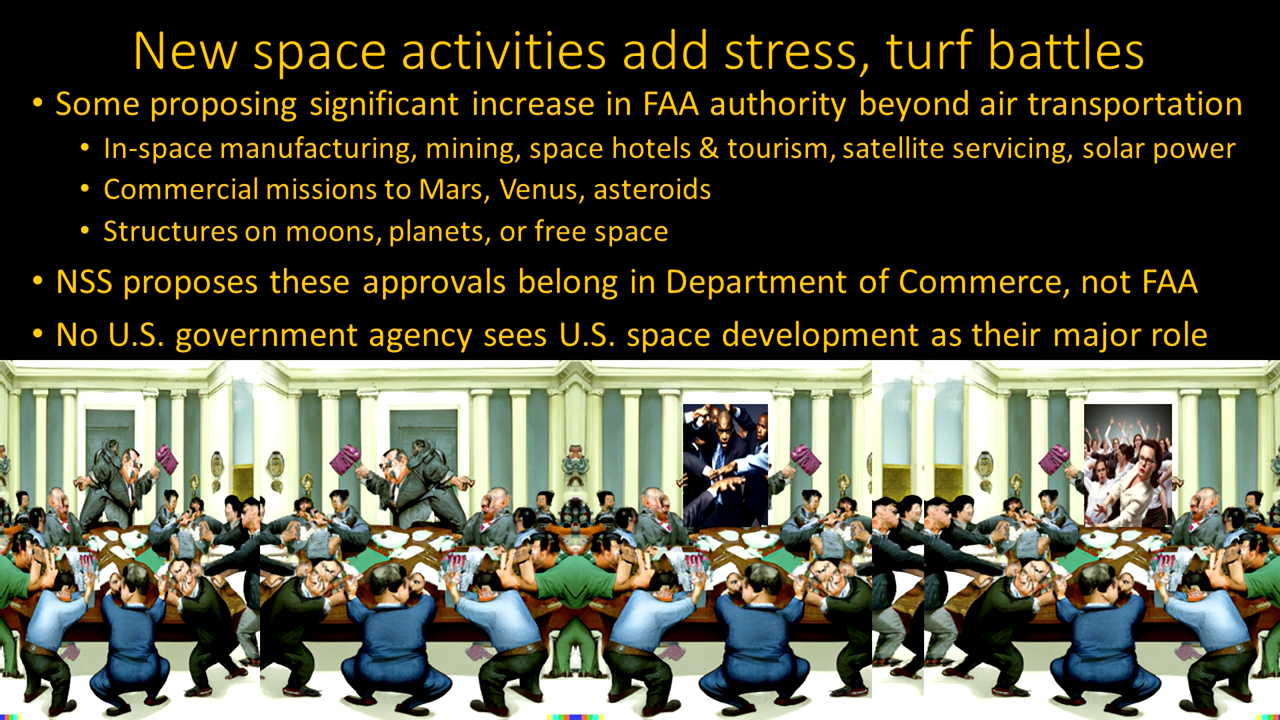 New space activities add stress, turf battles
• Some proposing significant increase in FAA authority beyond air transportation
• In-space manufacturing, mining, space hotels & tourism, satellite servicing, solar power
• Commercial missions to Mars, Venus, asteroids
• Structures on moons, planets, or free space
• NSS proposes these approvals belong in Department of Commerce, not FAA
• No U.S. government agency sees U.S. space development as their major role